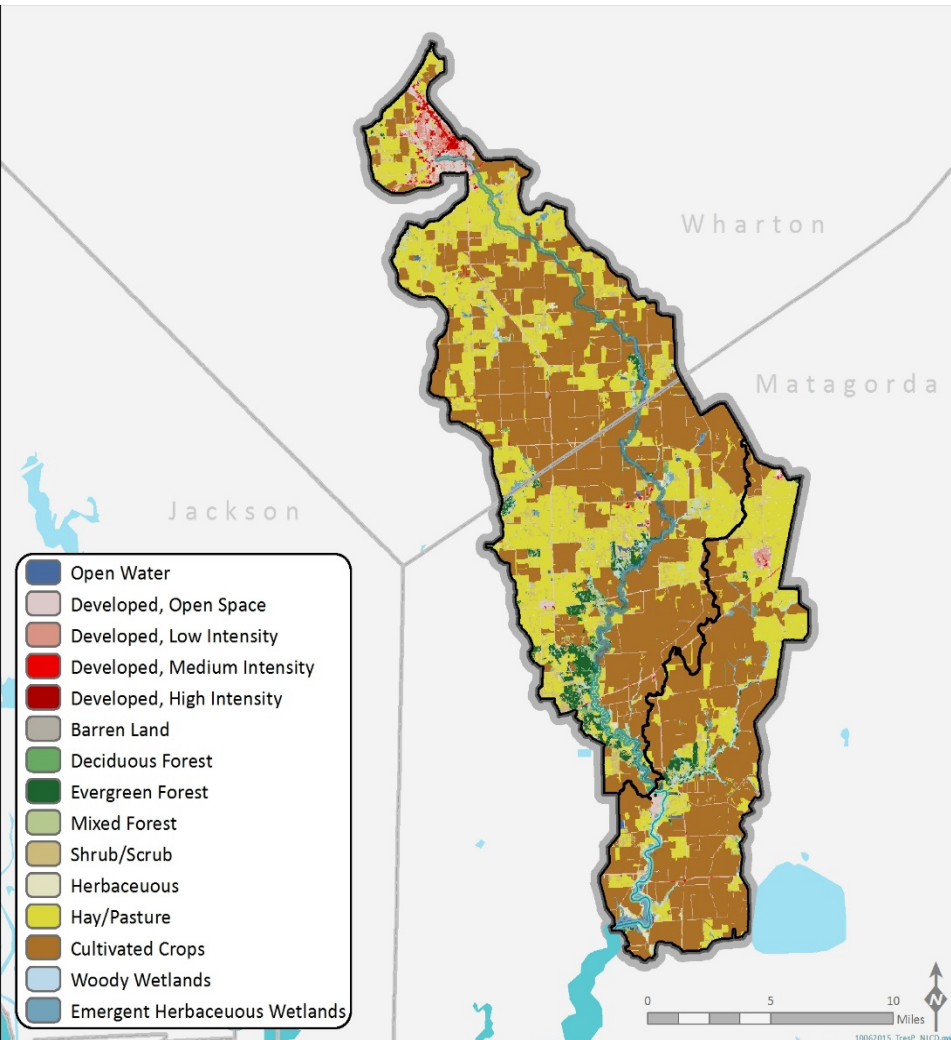 Wharton
Matagorda
Jackson
Open Water
Developed, Open Space
Developed, Low Intensity
Developed, Medium Intensity
Developed, High Intensity
Barren Land
Deciduous Forest
Evergreen Forest
Mixed Forest
Shrub/Scrub
Herbaceuous
Hay/Pasture
Cultivated Crops
Woody Wetlands
Emergent Herbaceuous Wetlands
N
0 5 10
Miles